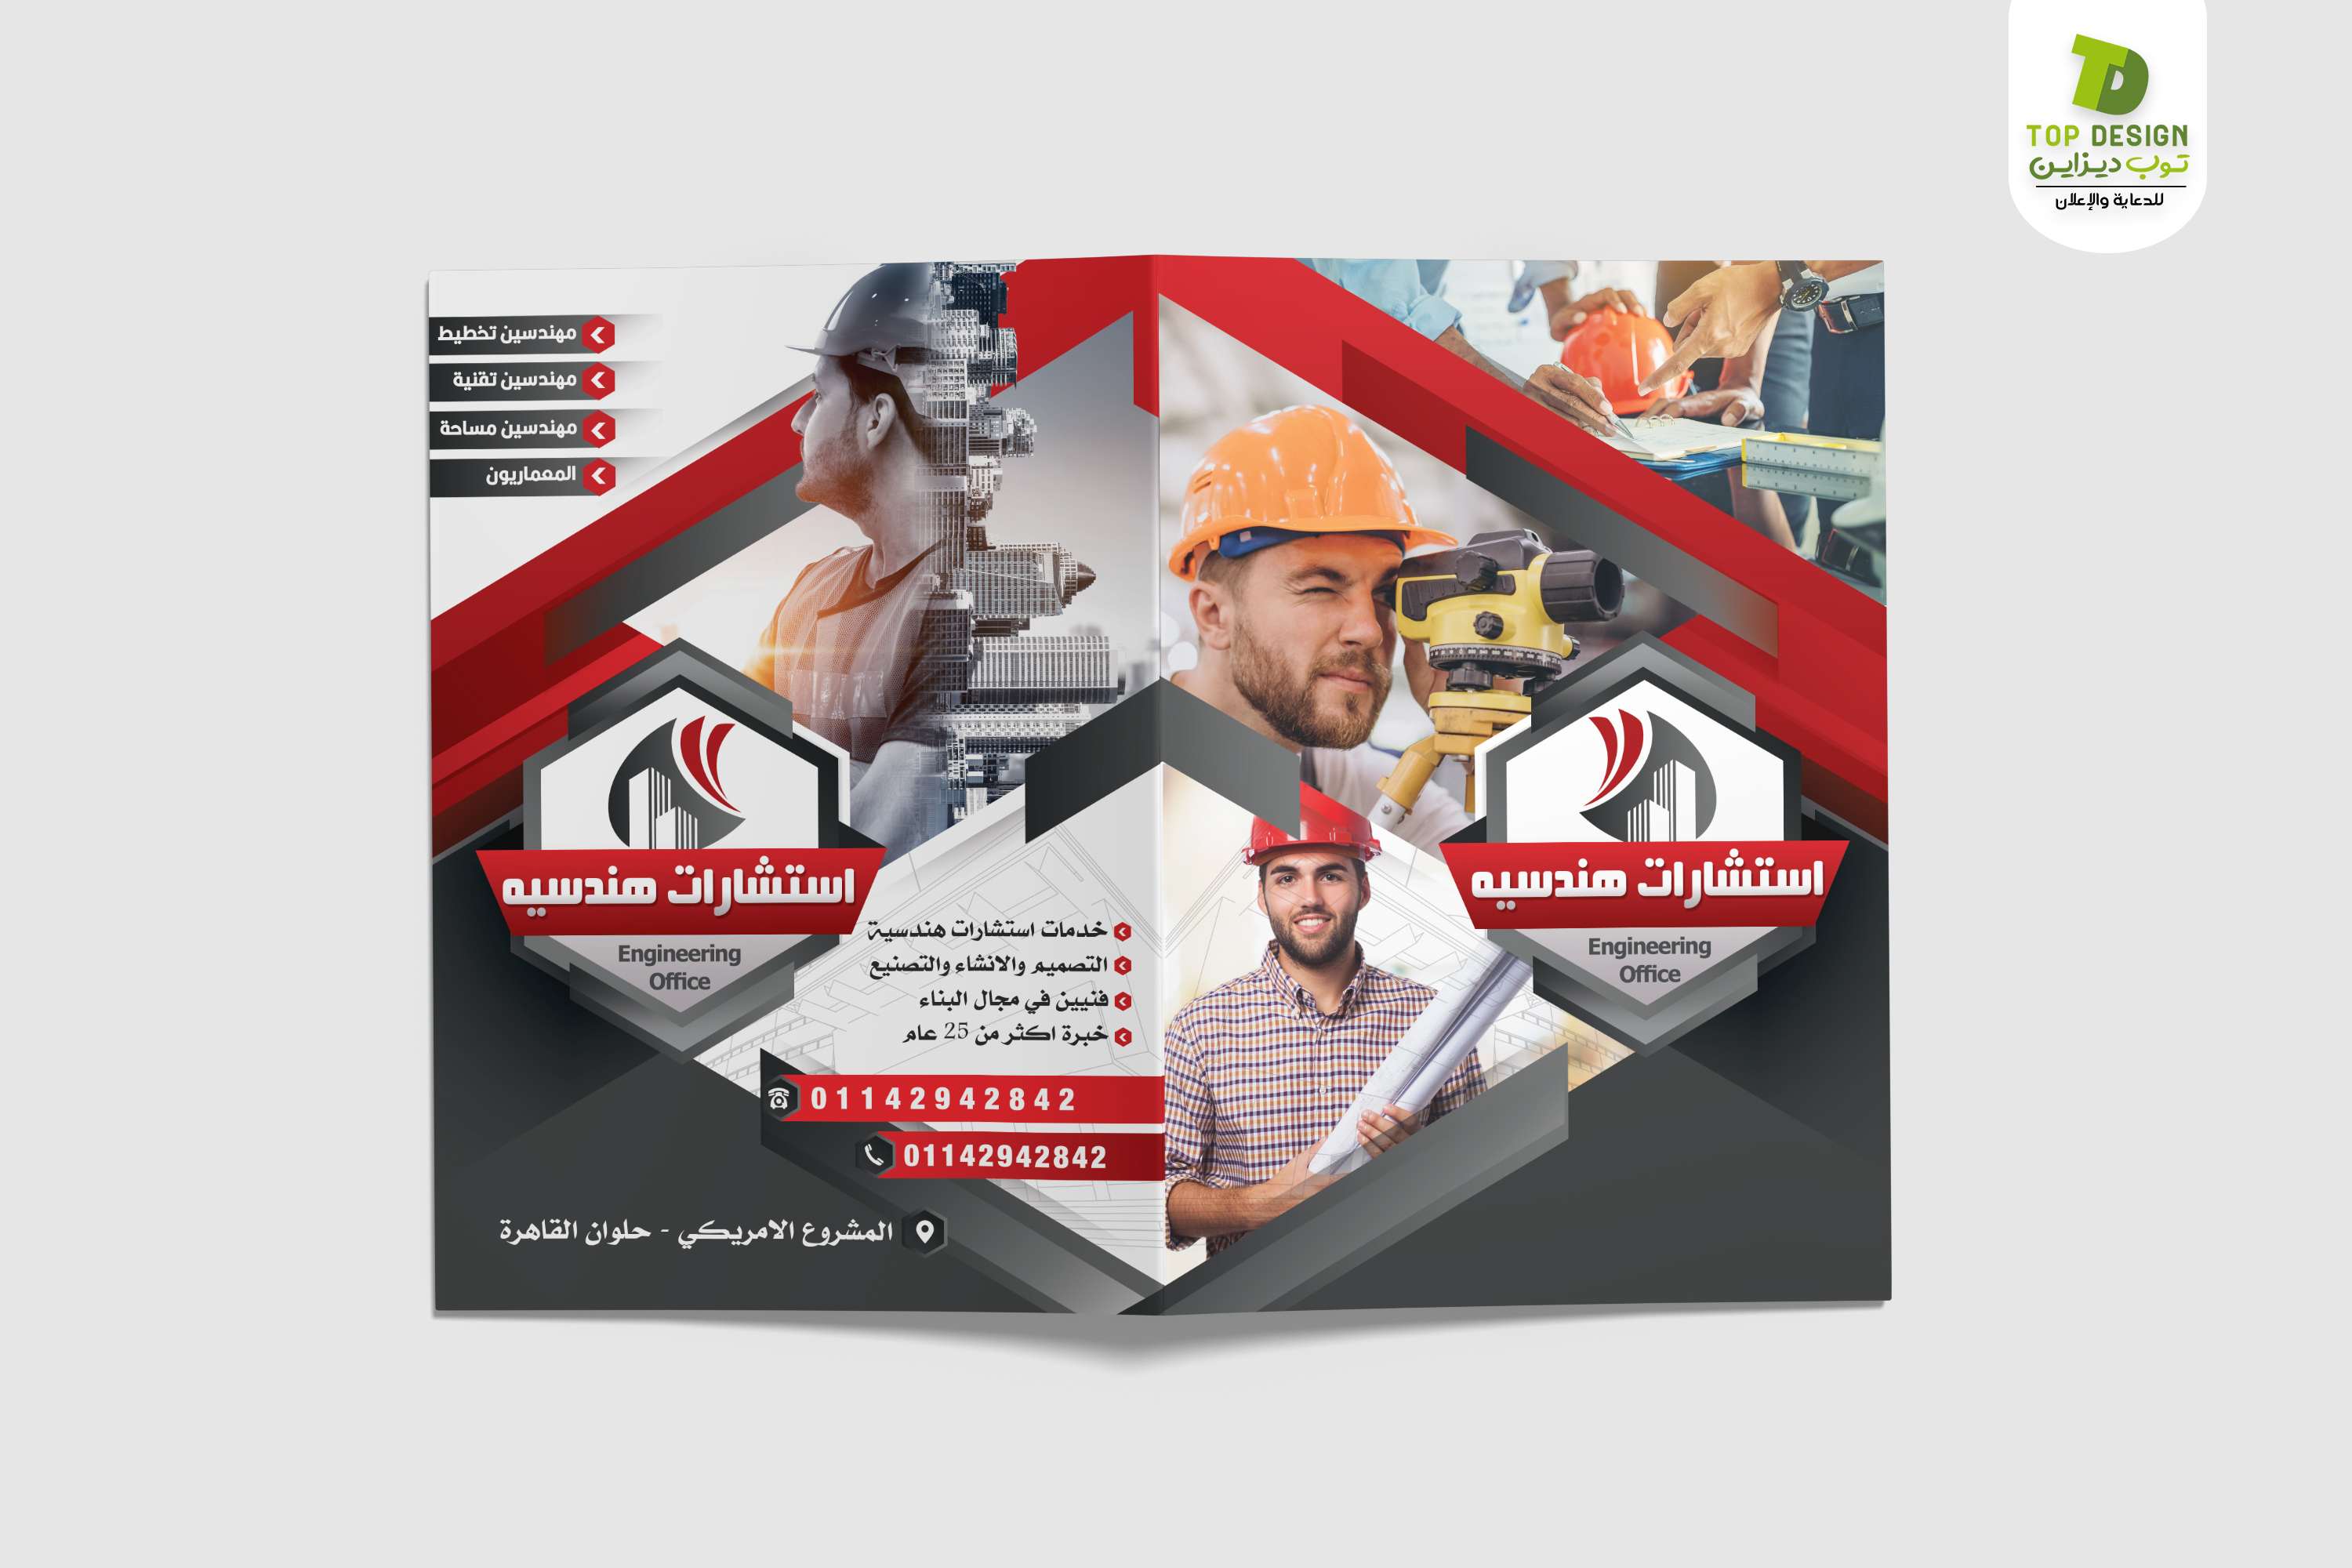 TD
TOP DESIGN
توب ديزاين
للدعاية والإعلان
مهندسين تخطيط
مهندسين تقنية
مهندسين مساحة
المعماريون
استشارات هندسيه
Engineering
Office
استشارات هندسيه
Engineering
Office
خدمات استشارات هندسية
التصميم والانشاء والتصنيع
فنيين في مجال البناء
خبرة اكثر من 25 عام
01142942842
01142942842
المشروع الامريكي - حلوان القاهرة